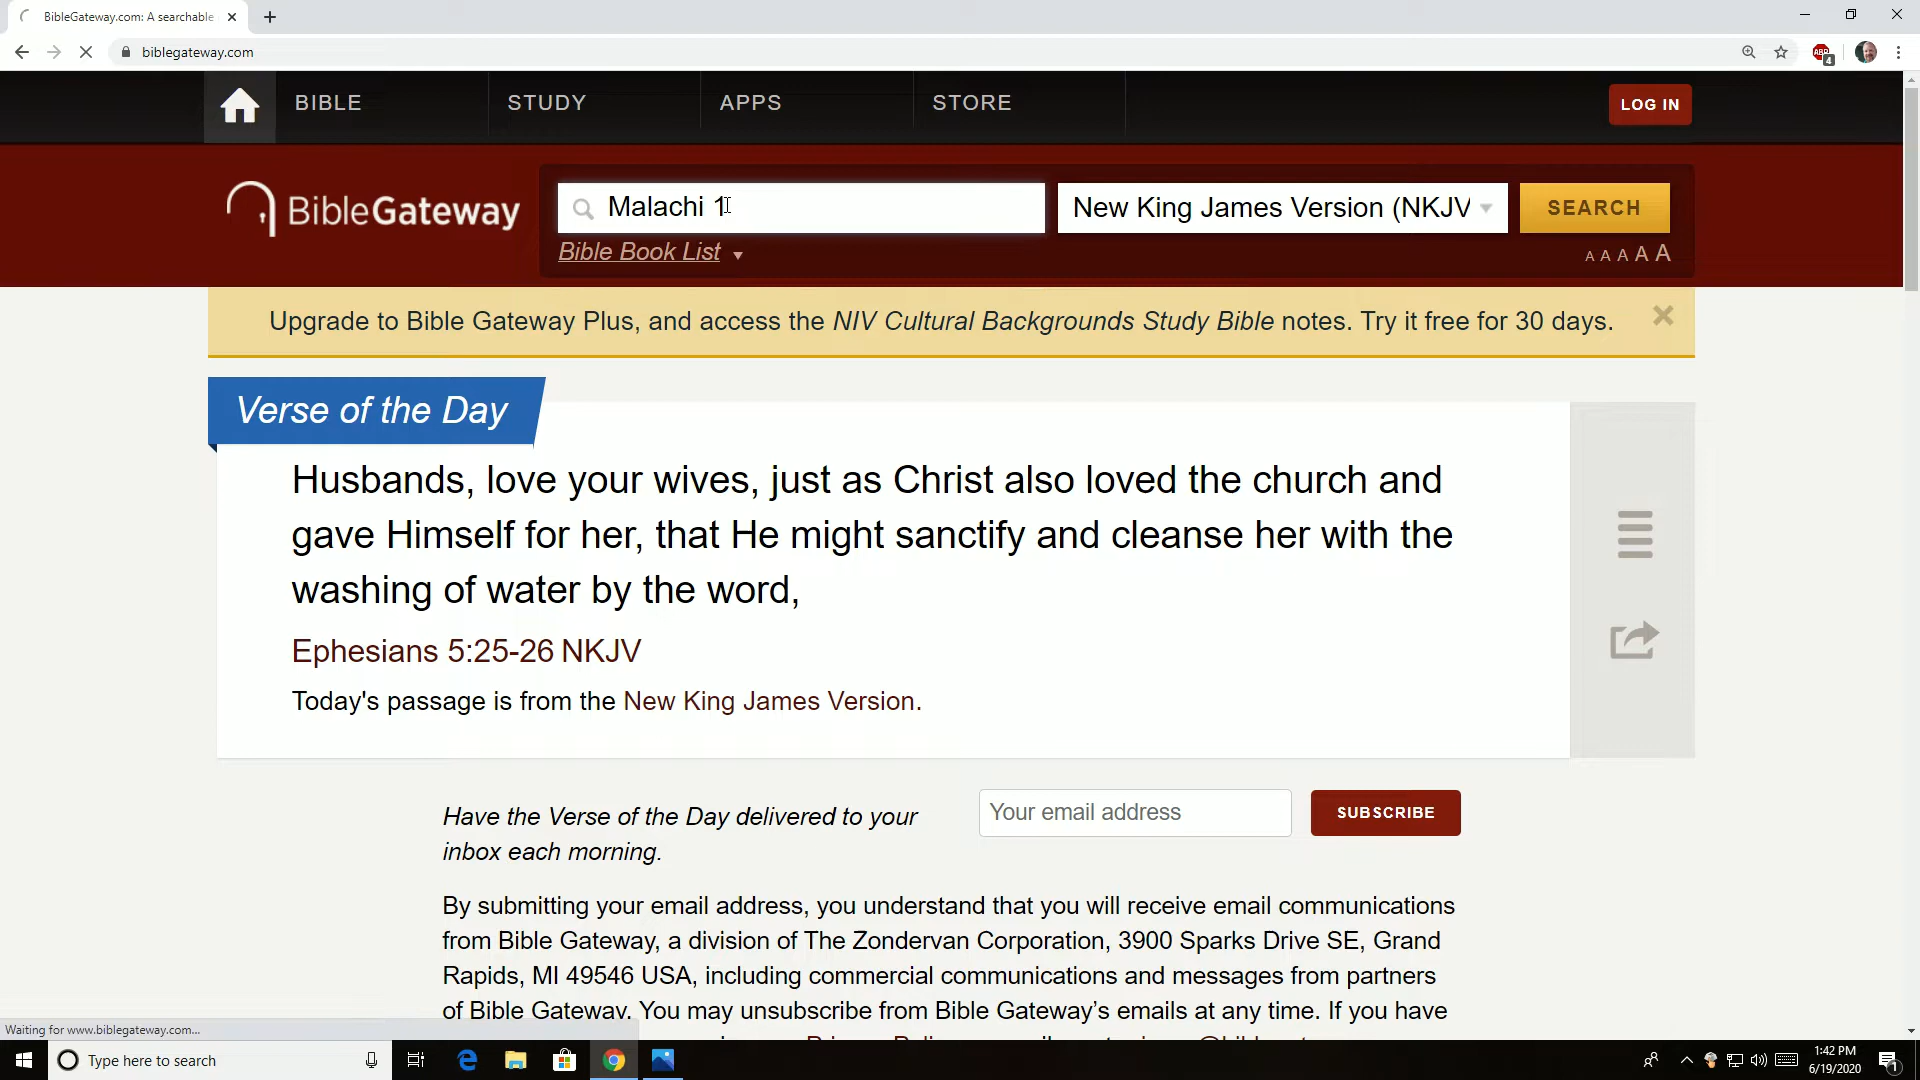 BibleGateway.com: A searchable
biblegateway.com
4
BIBLE
STUDY
APPS
STORE
LOG IN
BibleGateway
Malachi 1
New King James Version (NKJV
SEARCH
Bible Book List
A A A A A
Upgrade to Bible Gateway Plus, and access the NIV Cultural Backgrounds Study Bible notes. Try it free for 30 days.
Verse of the Day
Husbands, love your wives, just as Christ also loved the church and
gave Himself for her, that He might sanctify and cleanse her with the
washing of water by the word,
Ephesians 5:25-26 NKJV
Today's passage is from the New King James Version.
Have the Verse of the Day delivered to your
inbox each morning.
Your email address
SUBSCRIBE
By submitting your email address, you understand that you will receive email communications
from Bible Gateway, a division of The Zondervan Corporation, 3900 Sparks Drive SE, Grand
Rapids, MI 49546 USA, including commercial communications and messages from partners
of Bible Gateway. You may unsubscribe from Bible Gateway's emails at any time. If you have
Waiting for www.biblegateway.com...
Type here to search
1:42 PM
6/19/2020
1